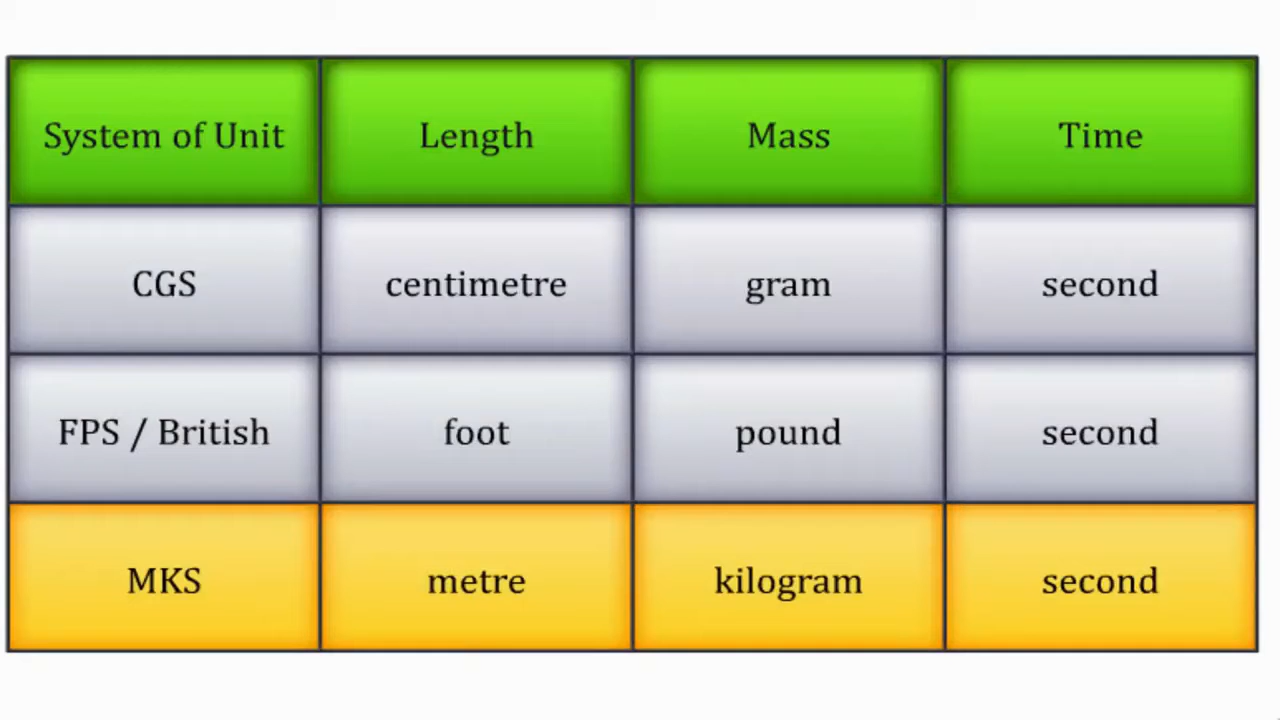 System of Unit Length Mass Time
CGS centimetre gram second
FPS / British foot pound second
MKS metre kilogram second